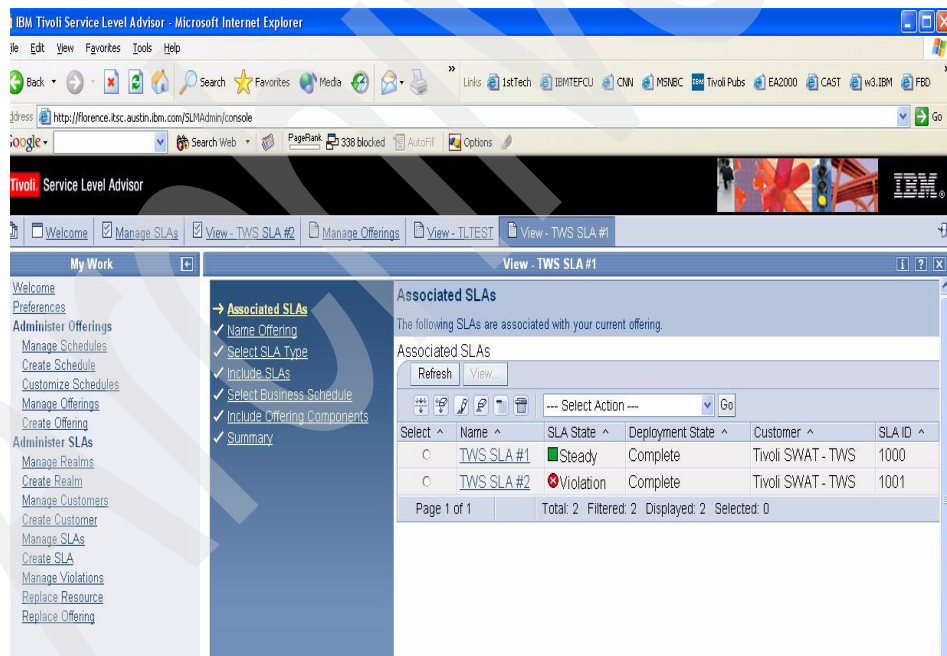 IBM Tivoli Service Level Advisor - Microsoft Internet Explorer
File Edit View Favorites Tools Help
Back Search Favorites Media » Links 1stTech IBMTEFCU CNN MSNBC Tivoli Pubs EA2000 CAST w3.IBM FBD
Address http://florence.itsc.austin.ibm.com/SLMAdmin/console Go
Google Search Web PageRank 338 blocked AutoFill Options
Tivoli. Service Level Advisor IBM®
Welcome Manage SLAs View - TWS SLA #2 Manage Offerings View - TLTEST View - TWS SLA #1
My Work
View - TWS SLA #1
Welcome
Preferences
Administer Offerings
Manage Schedules
Create Schedule
Customize Schedules
Manage Offerings
Create Offering
Administer SLAs
Manage Realms
Create Realm
Manage Customers
Create Customer
Manage SLAs
Create SLA
Manage Violations
Replace Resource
Replace Offering
Associated SLAs
Name Offering
Select SLA Type
Include SLAs
Select Business Schedule
Include Offering Components
Summary
Associated SLAs
The following SLAs are associated with your current offering.
Associated SLAs
Refresh View...
--- Select Action --- Go
Select Name SLA State Deployment State Customer SLA ID
TWS SLA #1 Steady Complete Tivoli SWAT - TWS 1000
TWS SLA #2 Violation Complete Tivoli SWAT - TWS 1001
Page 1 of 1 Total: 2 Filtered: 2 Displayed: 2 Selected: 0